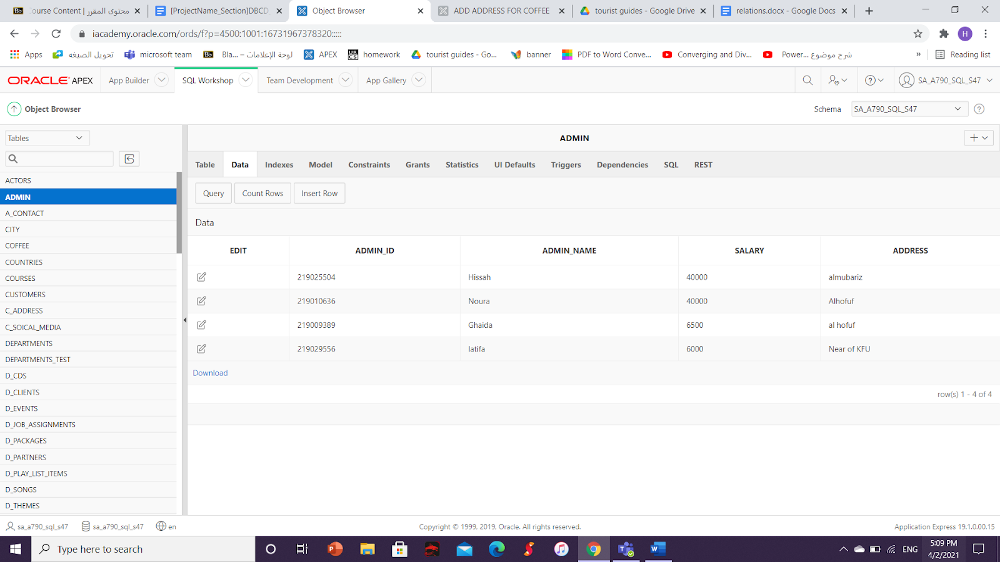 محتوى المقرر | Course Content
[ProjectName_Section]DBCD
Object Browser
ADD ADDRESS FOR COFFEE
tourist guides - Google Drive
relations.docx - Google Docs
iacademy.oracle.com/ords/f?p=4500:1001:16731967378320:::::
H
Apps
تحويل الصيغه
microsoft team
لوحة الإعلامات – ...Bla
APEX
homework
tourist guides - Go...
banner
PDF to Word Conve...
Converging and Div...
شرح موضوع ...Power
»
Reading list
ORACLE APEX
App Builder
SQL Workshop
Team Development
App Gallery
SA_A790_SQL_S47
Object Browser
Schema
SA_A790_SQL_S47
Tables
ADMIN
Table
Data
Indexes
Model
Constraints
Grants
Statistics
UI Defaults
Triggers
Dependencies
SQL
REST
Query
Count Rows
Insert Row
Data
EDIT ADMIN_ID ADMIN_NAME SALARY ADDRESS
219025504 Hissah 40000 almubariz
219010636 Noura 40000 Alhofuf
219009389 Ghaida 6500 al hofuf
219029556 latifa 6000 Near of KFU
Download
row(s) 1 - 4 of 4
ACTORS
ADMIN
A_CONTACT
CITY
COFFEE
COUNTRIES
COURSES
CUSTOMERS
C_ADDRESS
C_SOICAL_MEDIA
DEPARTMENTS
DEPARTMENTS_TEST
D_CDS
D_CLIENTS
D_EVENTS
D_JOB_ASSIGNMENTS
D_PACKAGES
D_PARTNERS
D_PLAY_LIST_ITEMS
D_SONGS
D_THEMES
sa_a790_sql_s47
sa_a790_sql_s47
en
Copyright © 1999, 2019, Oracle. All rights reserved.
Application Express 19.1.0.00.15
Type here to search
ENG
5:09 PM
4/2/2021